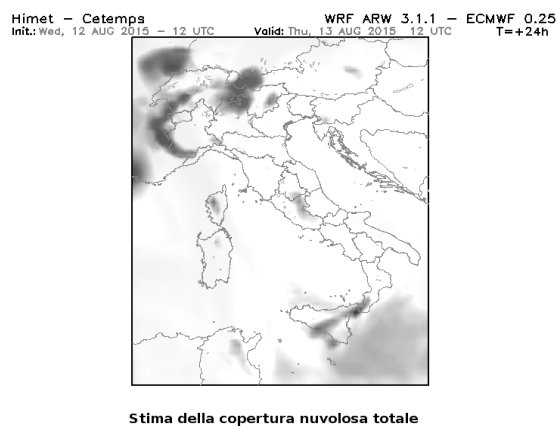 Himet – Cetemps WRF ARW 3.1.1 – ECMWF 0.25
Init.: Wed, 12 AUG 2015 – 12 UTC Valid: Thu, 13 AUG 2015 12 UTC T=+24h
Stima della copertura nuvolosa totale